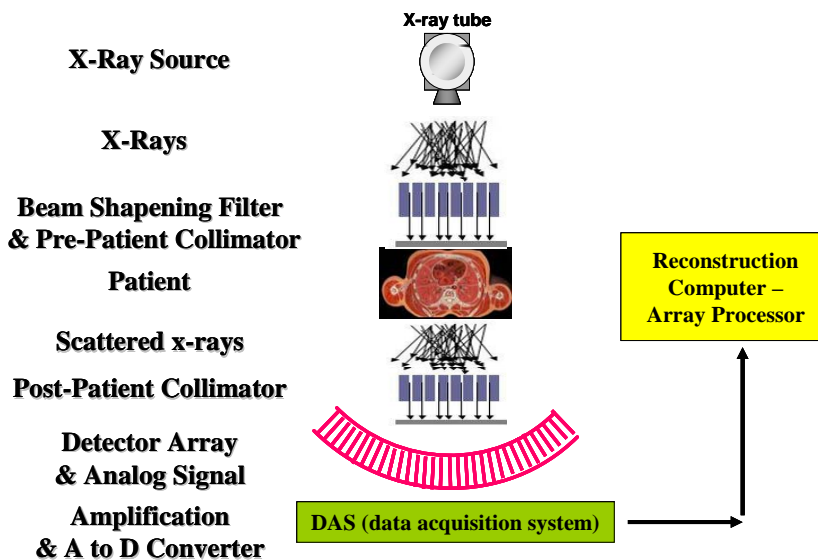 X-ray tube
X-Ray Source
X-Rays
Beam Shapening Filter
& Pre-Patient Collimator
Patient
Reconstruction
Computer –
Array Processor
Scattered x-rays
Post-Patient Collimator
Detector Array
& Analog Signal
Amplification
& A to D Converter
DAS (data acquisition system)